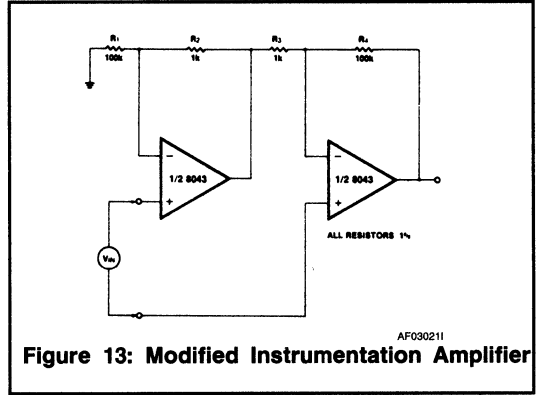 R1 R2 R3 R4
100k 1k 1k 100k
− −
1/2 8043 1/2 8043
+ +
ALL RESISTORS 1%
VIN
AF03021I
Figure 13: Modified Instrumentation Amplifier